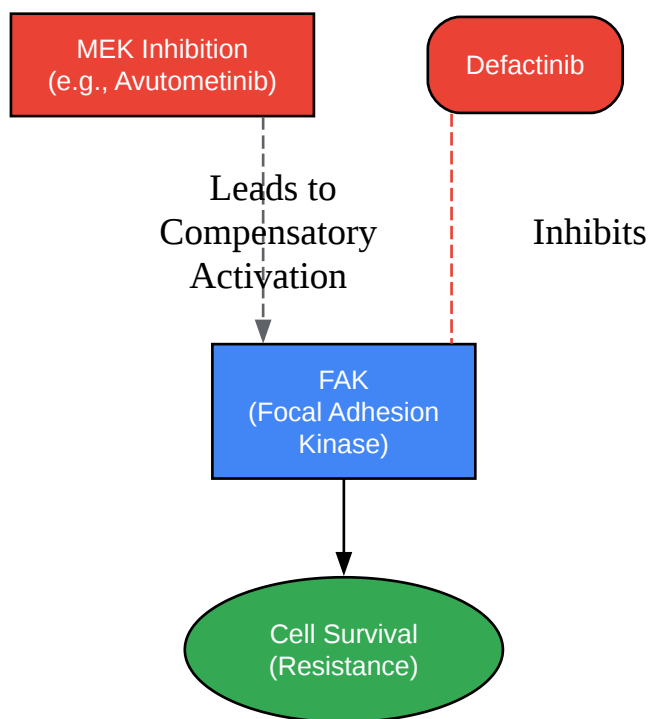 MEK Inhibition
(e.g., Avutometinib)
Defactinib
Leads to
Compensatory
Activation
Inhibits
FAK
(Focal Adhesion
Kinase)
Cell Survival
(Resistance)